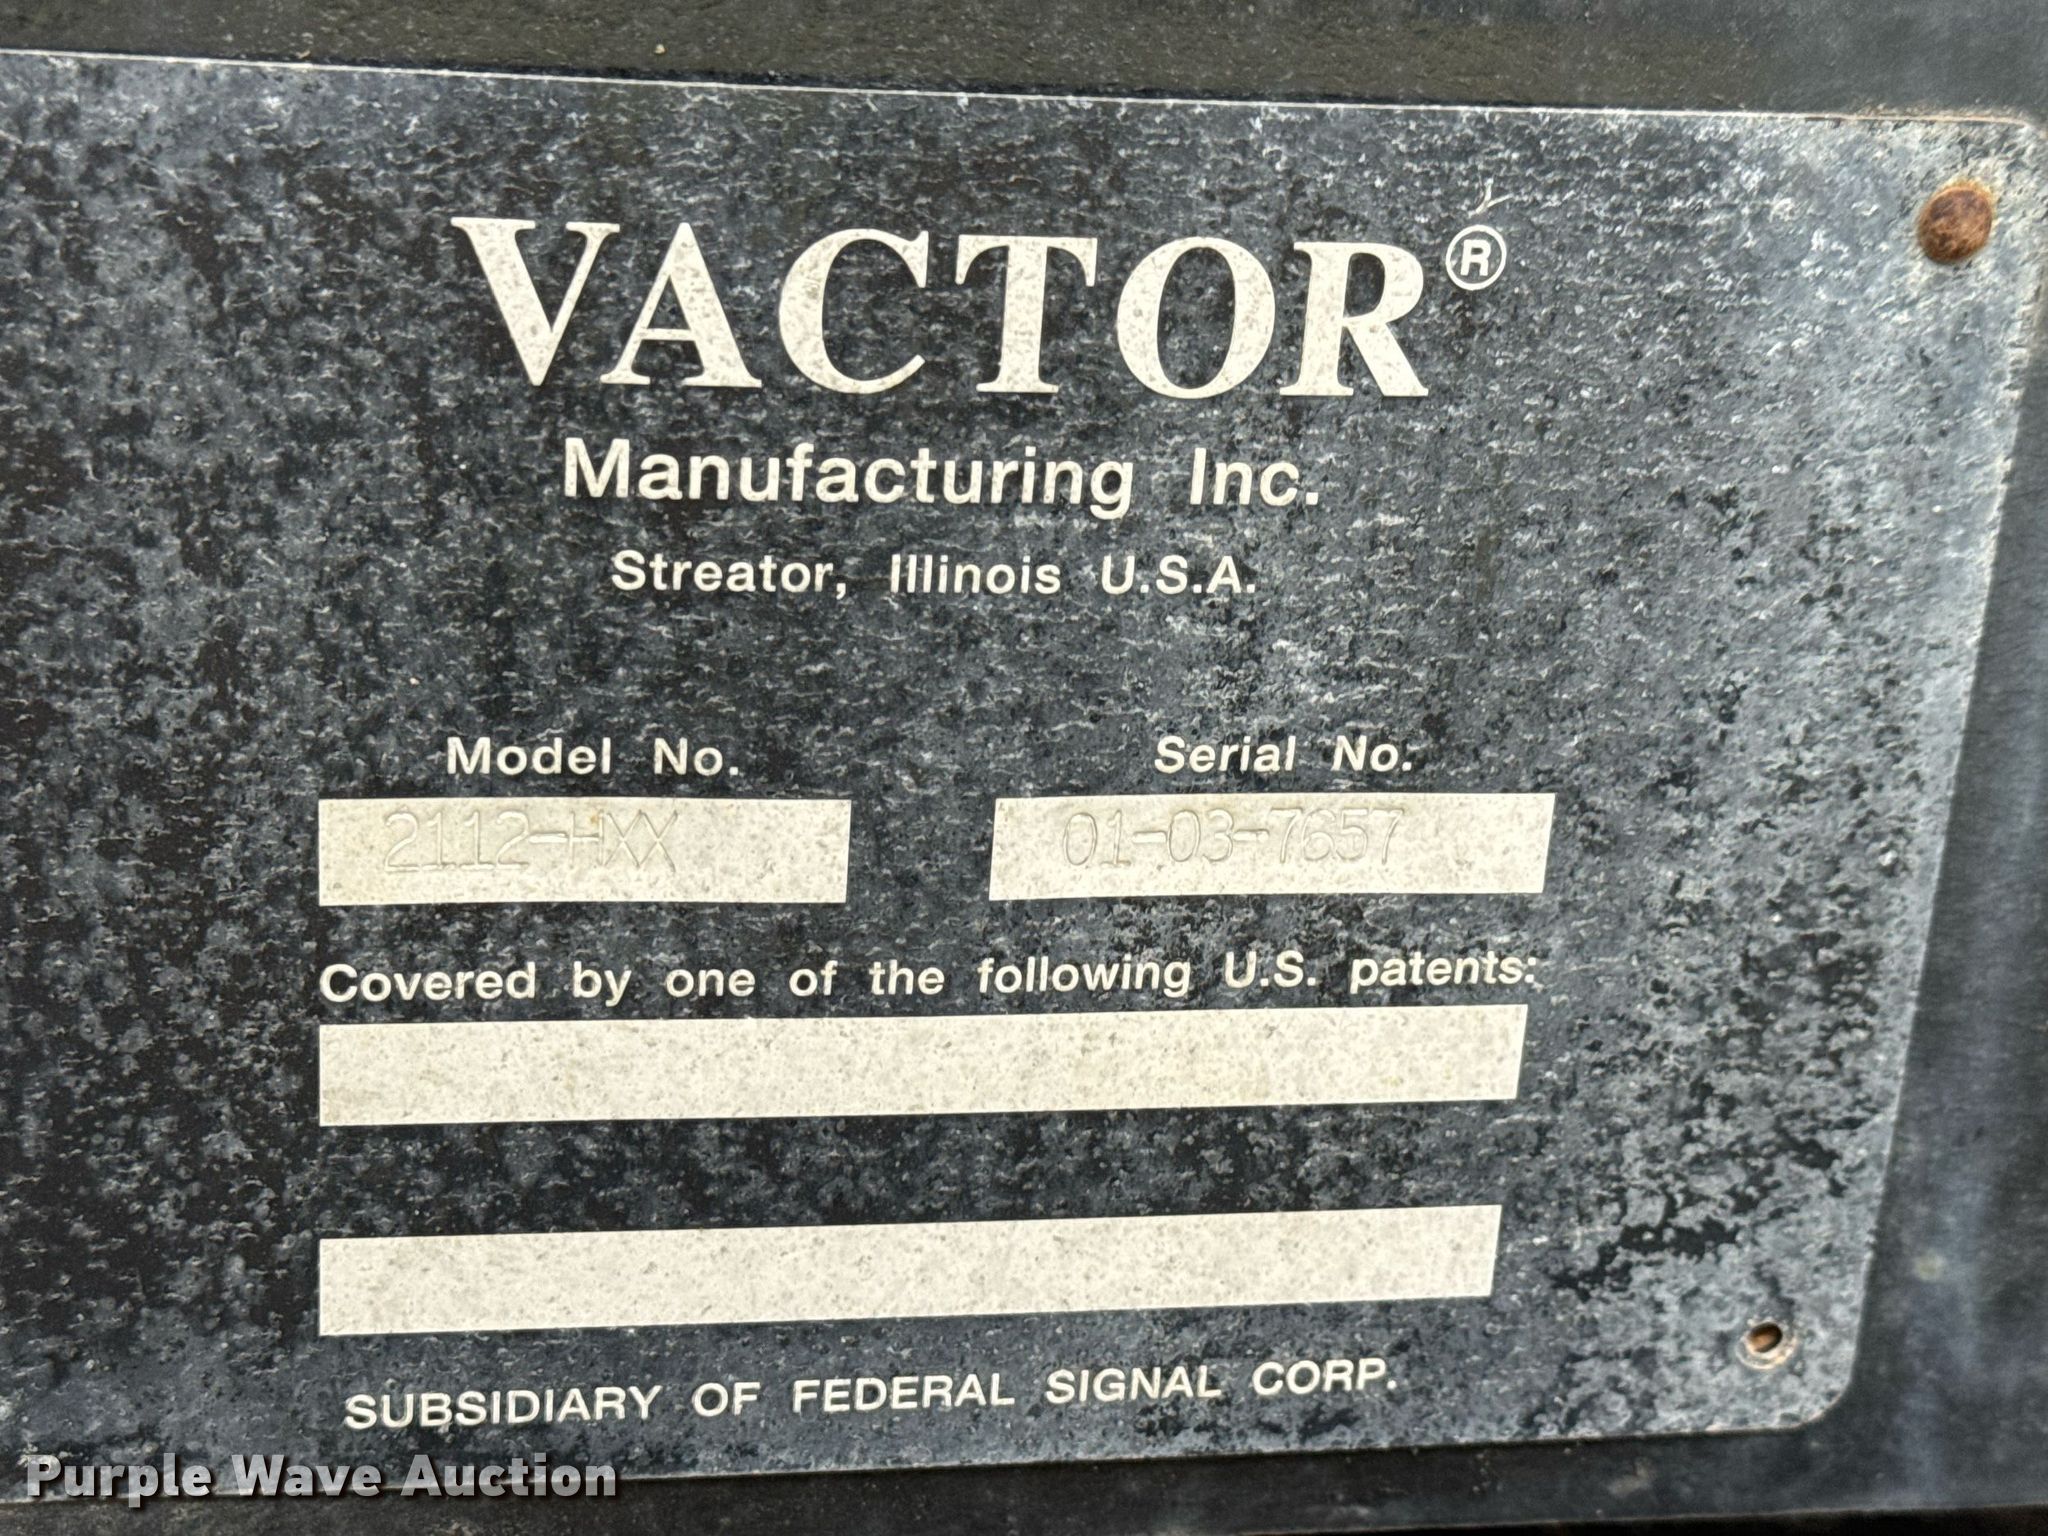 VACTOR®
Manufacturing Inc.
Streator, Illinois U.S.A.
Model No. Serial No.
2112-HXX 01-03-7657
Covered by one of the following U.S. patents:
SUBSIDIARY OF FEDERAL SIGNAL CORP.
Purple Wave Auction